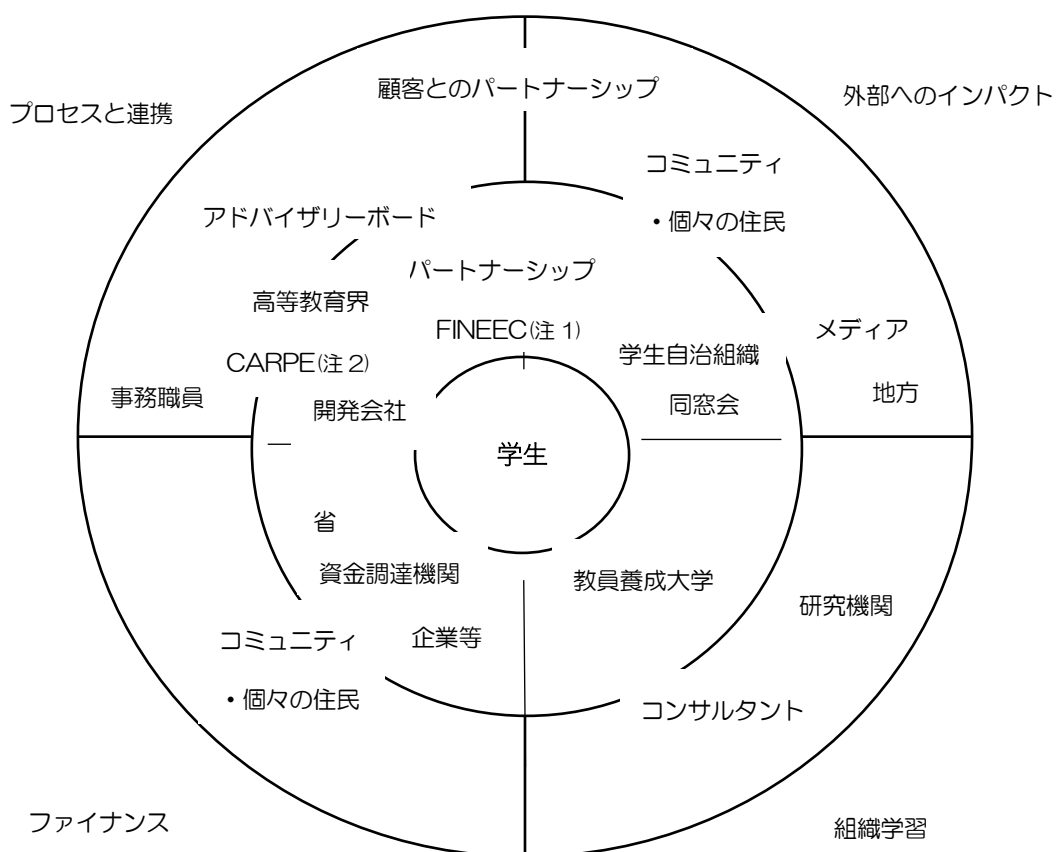 顧客とのパートナーシップ
プロセスと連携
外部へのインパクト
コミュニティ
・個々の住民
アドバイザリーボード
パートナーシップ
高等教育界
FINEEC(注 1)
メディア
学生自治組織
CARPE(注 2)
事務職員
開発会社
同窓会
地方
学生
省
資金調達機関
教員養成大学
研究機関
コミュニティ
企業等
・個々の住民
コンサルタント
ファイナンス
組織学習